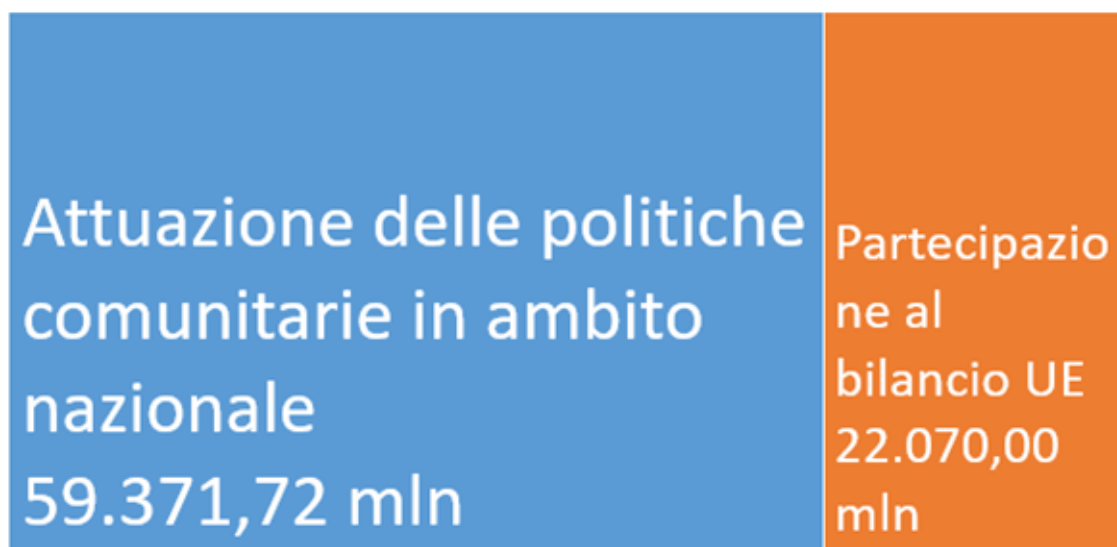 Attuazione delle politiche
comunitarie in ambito
nazionale
59.371,72 mln
Partecipazio
ne al
bilancio UE
22.070,00
mln